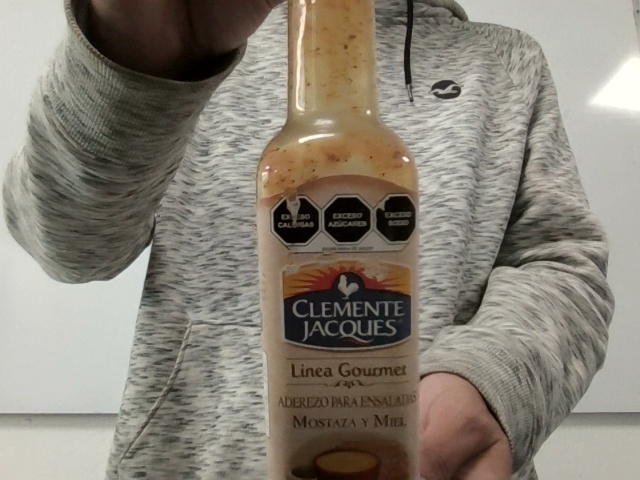 EXCESO CALORÍAS
EXCESO AZÚCARES
EXCESO SODIO
CLEMENTE
JACQUES
Linea Gourmet
ADEREZO PARA ENSALADAS
MOSTAZA Y MIEL